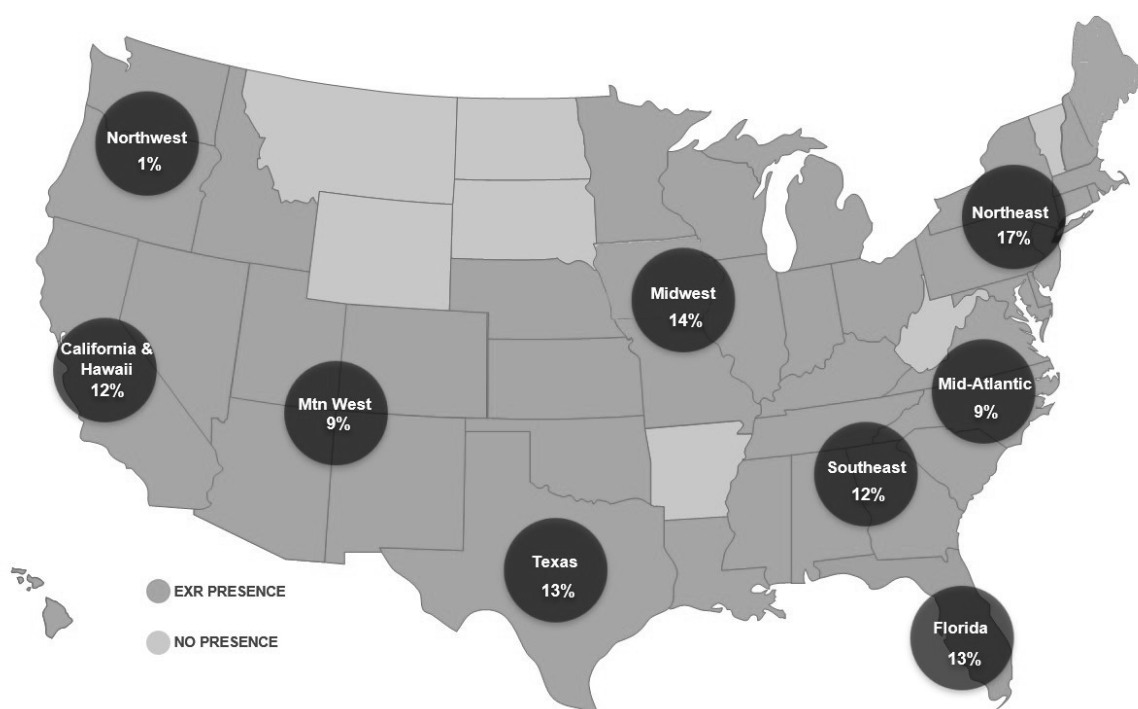 Northwest
1%
Northeast
17%
Midwest
14%
California &
Hawaii
12%
Mtn West
9%
Mid-Atlantic
9%
Southeast
12%
Texas
13%
EXR PRESENCE
NO PRESENCE
Florida
13%